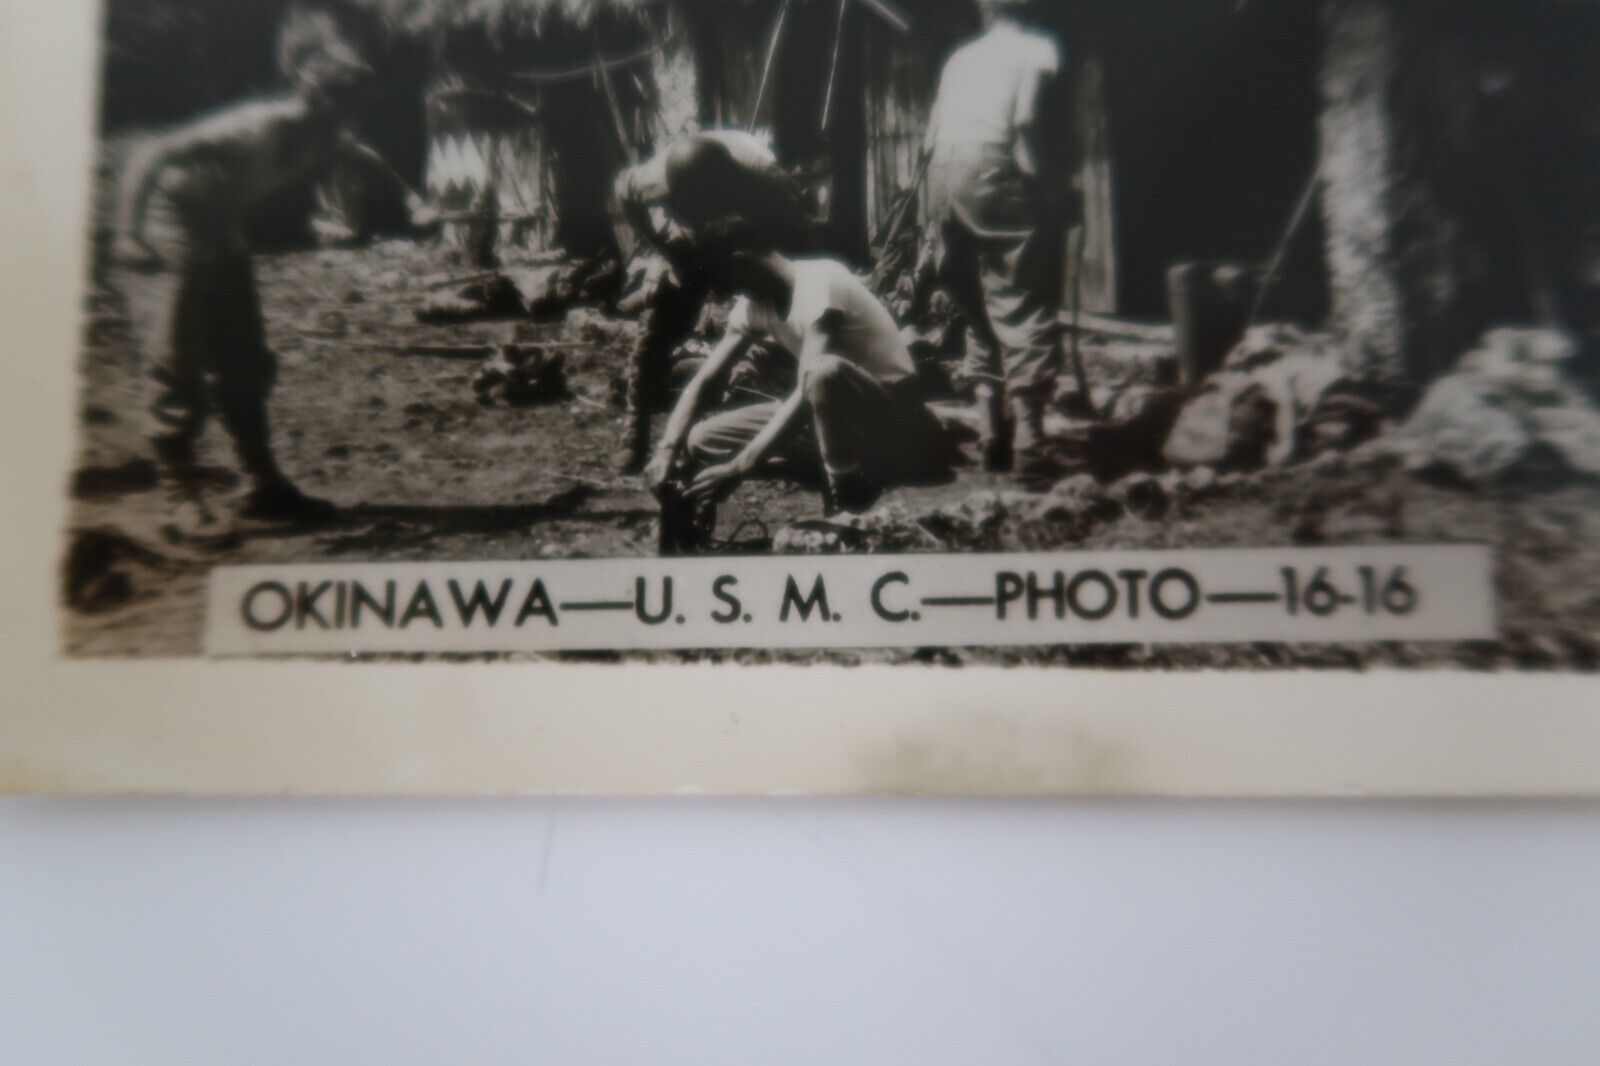 OKINAWA—U. S. M. C.—PHOTO—16-16